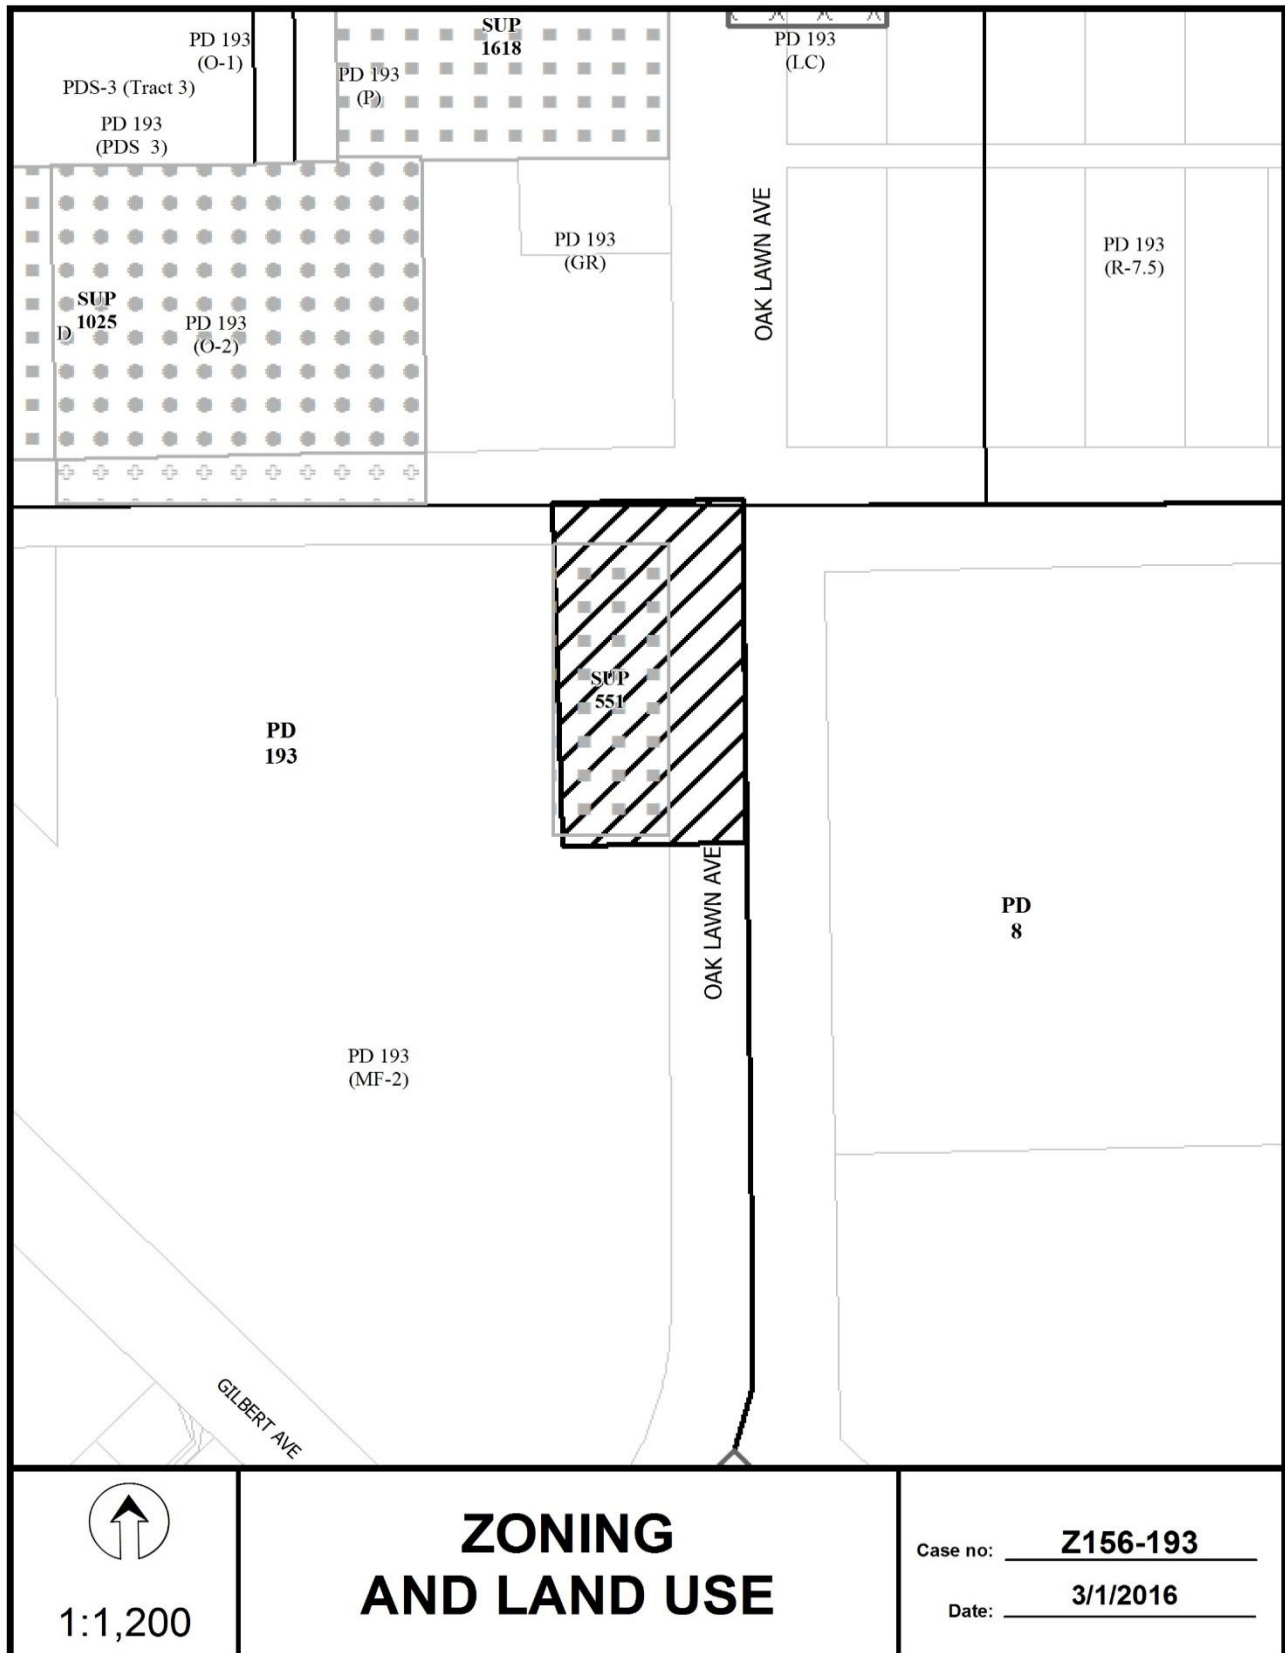 SUP
1618
PD 193
(O-1)
PD 193
(LC)
PDS-3 (Tract 3)
PD 193
(P)
PD 193
(PDS 3)
OAK LAWN AVE
PD 193
(GR)
PD 193
(R-7.5)
SUP
1025
D
PD 193
(O-2)
SUP
551
PD
193
OAK LAWN AVE
PD
8
PD 193
(MF-2)
GILBERT AVE
1:1,200
ZONING
AND LAND USE
Case no: Z156-193
Date: 3/1/2016